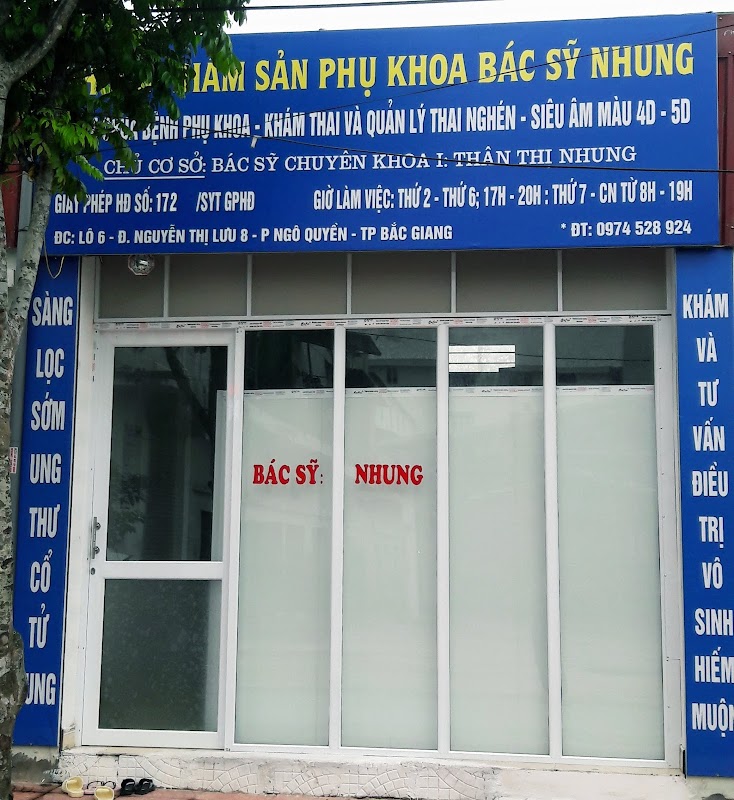 KHÁM SẢN PHỤ KHOA BÁC SỸ NHUNG
BỆNH PHỤ KHOA - KHÁM THAI VÀ QUẢN LÝ THAI NGHÉN - SIÊU ÂM MÀU 4D - 5D
CHỦ CƠ SỞ: BÁC SỸ CHUYÊN KHOA I: THÂN THỊ NHUNG
GIẤY PHÉP HĐ SỐ: 172 /SYT GPHĐ GIỜ LÀM VIỆC: THỨ 2 - THỨ 6; 17H - 20H : THỨ 7 - CN TỪ 8H - 19H
ĐC: LÔ 6 - Đ. NGUYỄN THỊ LƯU 8 - P NGÔ QUYỀN - TP BẮC GIANG * ĐT: 0974 528 924
SÀNG
LỌC
SỚM
UNG
THƯ
CỔ
TỬ
CUNG
BÁC SỸ: NHUNG
KHÁM
VÀ
TƯ
VẤN
ĐIỀU
TRỊ
VÔ
SINH
HIẾM
MUỘN